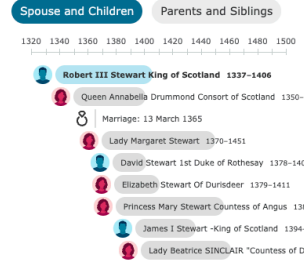 Spouse and Children
Parents and Siblings
1320 1340 1360 1380 1400 1420 1440 1460 1480 1500
Robert III Stewart King of Scotland 1337–1406
Queen Annabella Drummond Consort of Scotland 1350–
Marriage: 13 March 1365
Lady Margaret Stewart 1370–1451
David Stewart 1st Duke of Rothesay 1378–140
Elizabeth Stewart Of Durisdeer 1379–1411
Princess Mary Stewart Countess of Angus 138
James I Stewart -King of Scotland 1394–
Lady Beatrice SINCLAIR "Countess of D